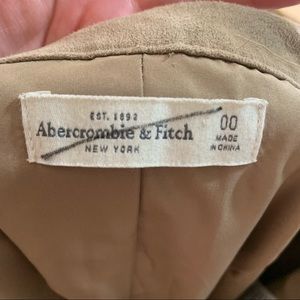 EST. 1892
Abercrombie & Fitch
NEW YORK
00
MADE
IN CHINA